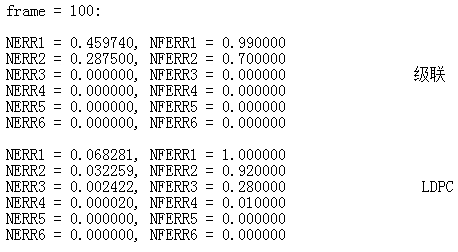 frame = 100:
NERR1 = 0.459740, NFERR1 = 0.990000
NERR2 = 0.287500, NFERR2 = 0.700000
NERR3 = 0.000000, NFERR3 = 0.000000 级联
NERR4 = 0.000000, NFERR4 = 0.000000
NERR5 = 0.000000, NFERR5 = 0.000000
NERR6 = 0.000000, NFERR6 = 0.000000
NERR1 = 0.068281, NFERR1 = 1.000000
NERR2 = 0.032259, NFERR2 = 0.920000
NERR3 = 0.002422, NFERR3 = 0.280000 LDPC
NERR4 = 0.000020, NFERR4 = 0.010000
NERR5 = 0.000000, NFERR5 = 0.000000
NERR6 = 0.000000, NFERR6 = 0.000000